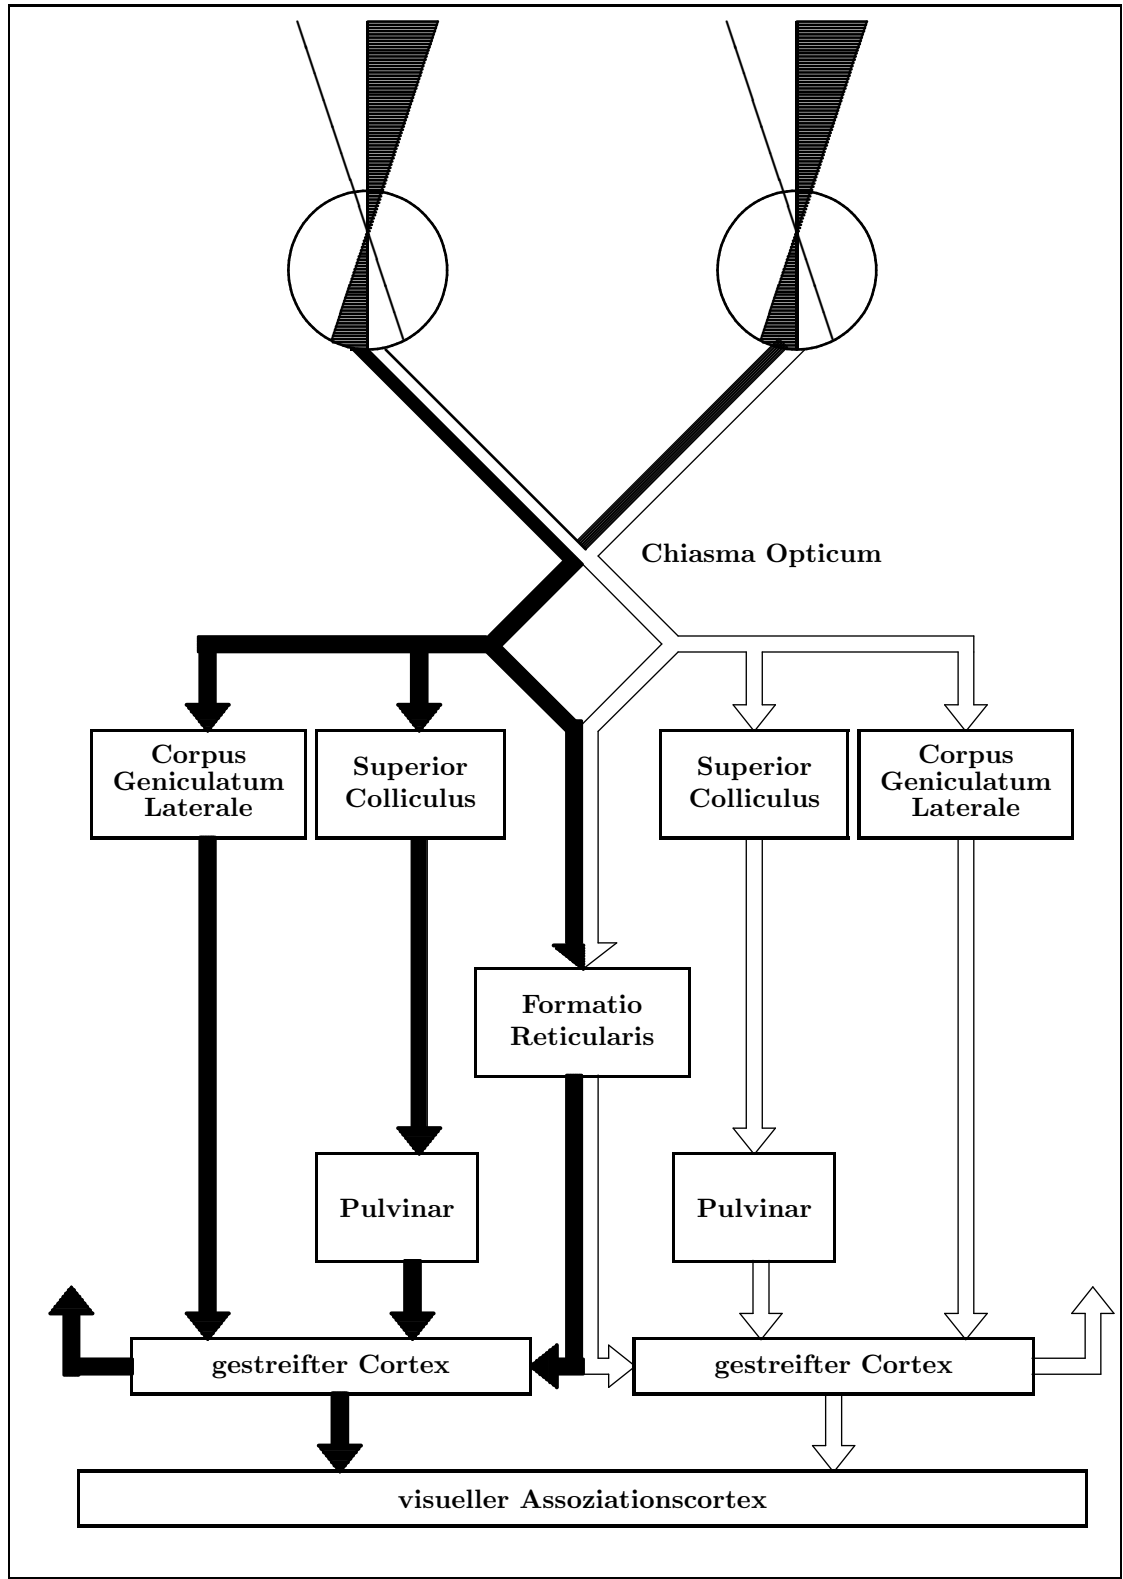 Chiasma Opticum
Corpus
Geniculatum
Laterale
Superior
Colliculus
Superior
Colliculus
Corpus
Geniculatum
Laterale
Formatio
Reticularis
Pulvinar
Pulvinar
gestreifter Cortex
gestreifter Cortex
visueller Assoziationscortex